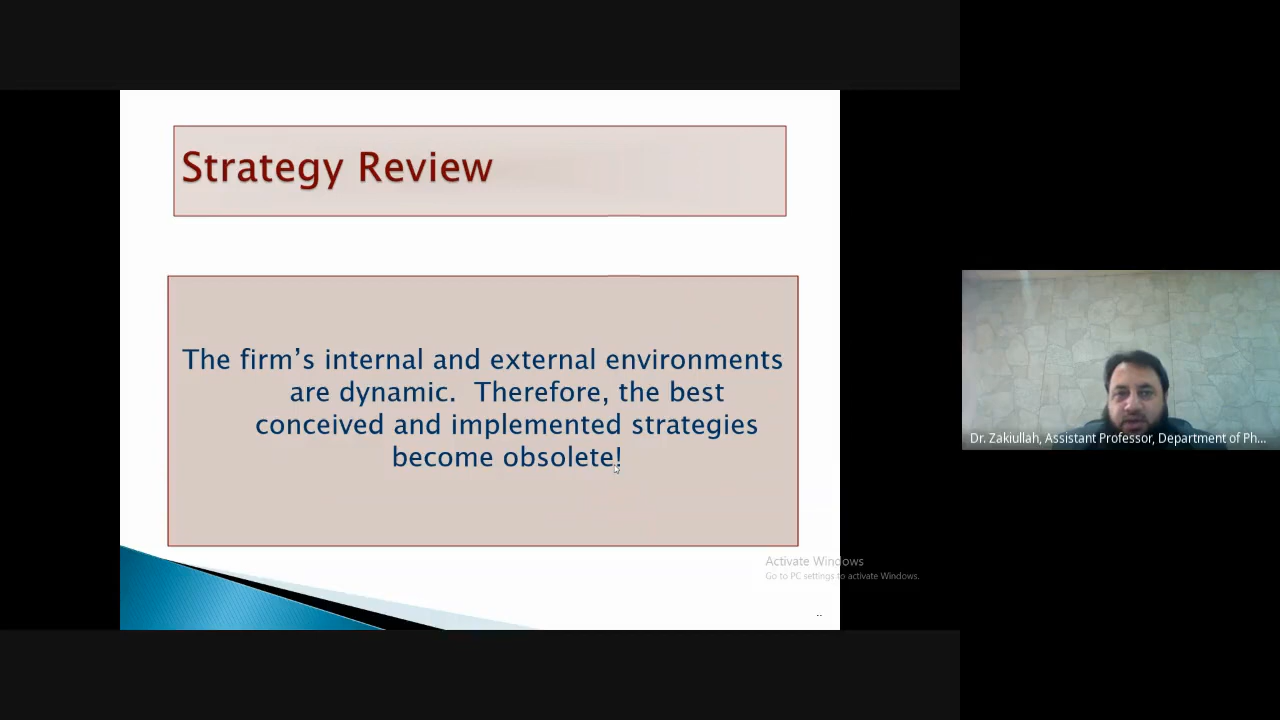 Strategy Review
The firm’s internal and external environments
are dynamic.  Therefore, the best
conceived and implemented strategies
become obsolete!
Activate Windows
Go to PC settings to activate Windows.
Dr. Zakiullah, Assistant Professor, Department of Ph...